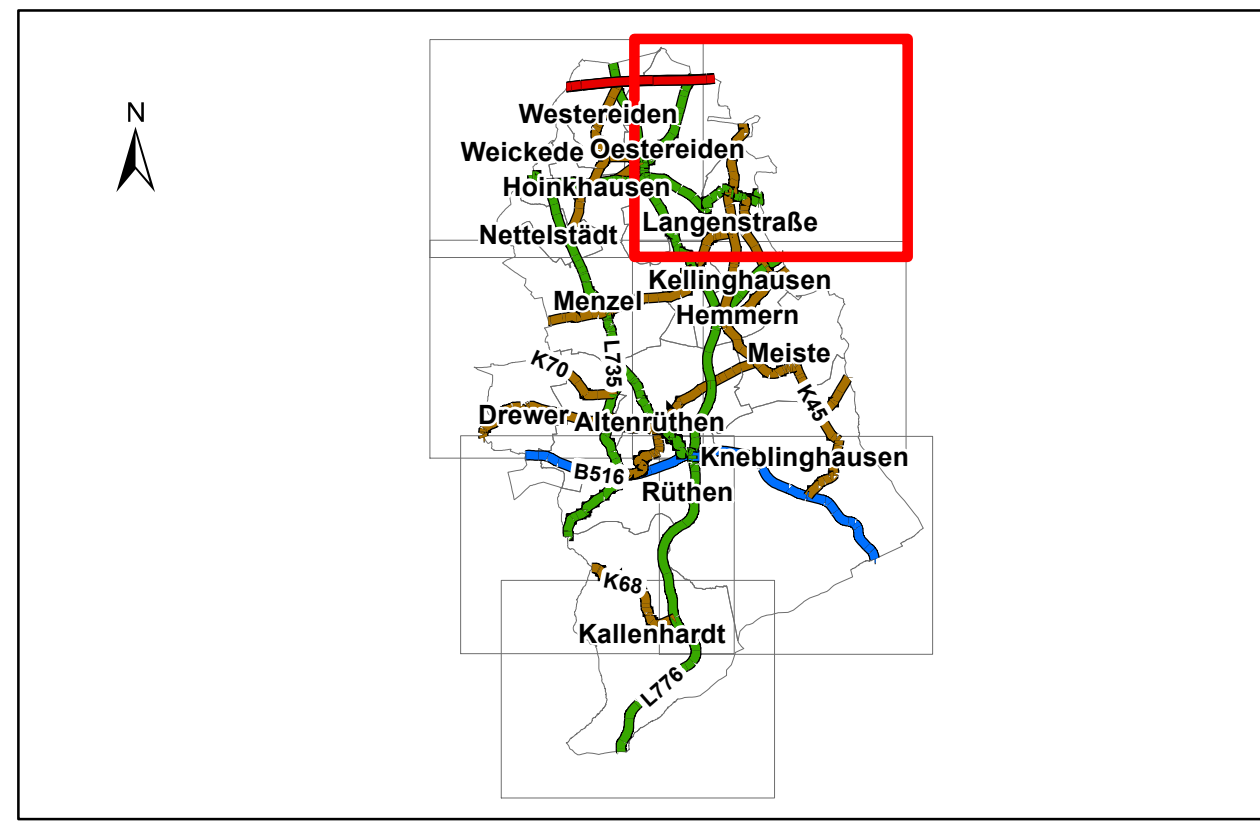 N
Westereiden
Weickede
Oestereiden
Hoinkhausen
Langenstraße
Nettelstädt
Kellinghausen
Menzel
Hemmern
Meiste
K70
L735
K45
Drewer
Altenrüthen
Kneblinghausen
B516
Rüthen
K68
Kallenhardt
L776